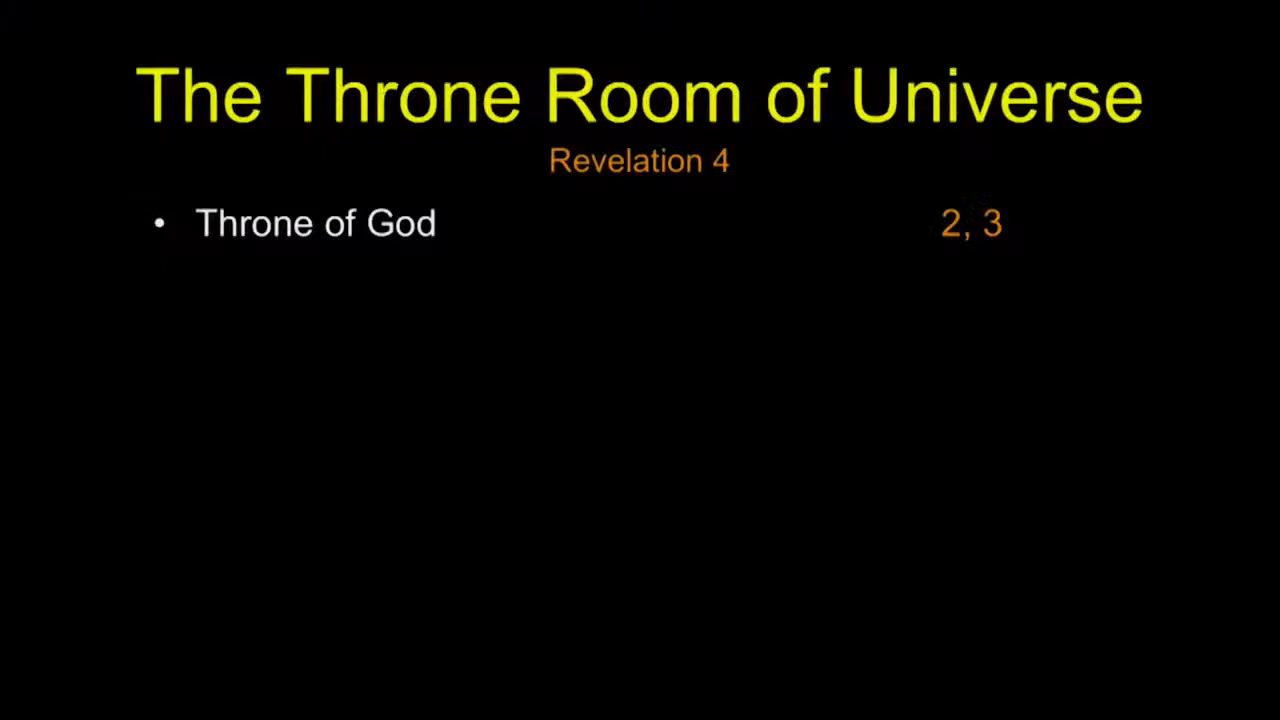 The Throne Room of Universe
Revelation 4
• Throne of God 2, 3